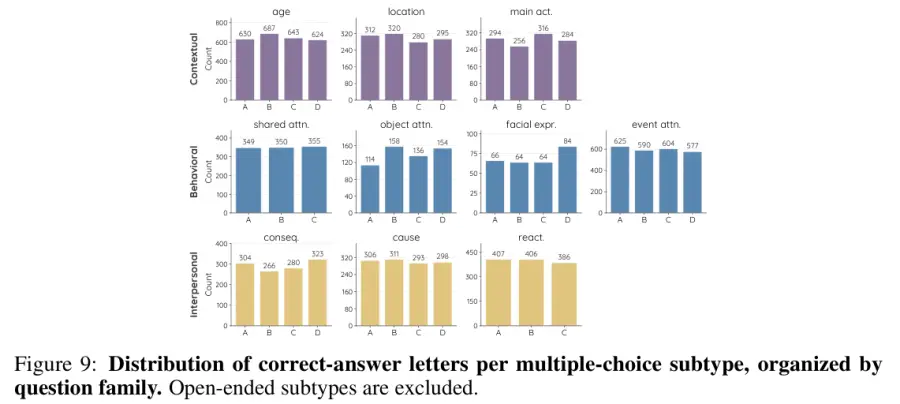 age location main act.
Contextual
Count
800
600
400
200
0
630 687 643 624
A B C D
320
240
160
80
0
312 320 280 295
A B C D
320
240
160
80
0
294 256 316 284
A B C D
shared attn. object attn. facial expr. event attn.
Behavioral
Count
400
300
200
100
0
349 350 355
A B C
160
120
80
40
0
114 158 136 154
A B C D
100
75
50
25
0
66 64 64 84
A B C D
600
400
200
0
625 590 604 577
A B C D
conseq. cause react.
Interpersonal
Count
400
300
200
100
0
304 266 280 323
A B C D
320
240
160
80
0
306 311 293 298
A B C D
450
300
150
0
407 406 386
A B C
Figure 9: Distribution of correct-answer letters per multiple-choice subtype, organized by
question family. Open-ended subtypes are excluded.